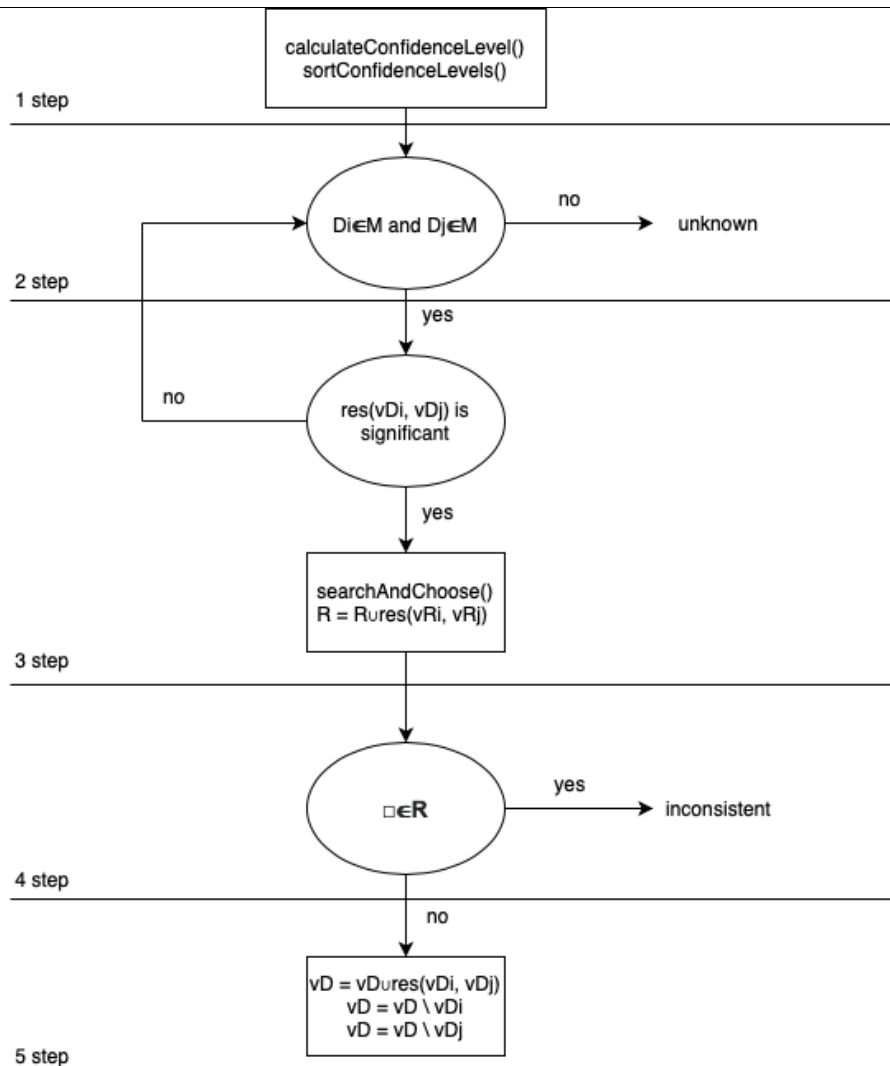 calculateConfidenceLevel()
sortConfidenceLevels()
1 step
Di∈M and Dj∈M
no
unknown
2 step
yes
no
res(vDi, vDj) is
significant
yes
searchAndChoose()
R = R∪res(vRi, vRj)
3 step
□∈R
yes
inconsistent
4 step
no
vD = vD∪res(vDi, vDj)
vD = vD \ vDi
vD = vD \ vDj
5 step